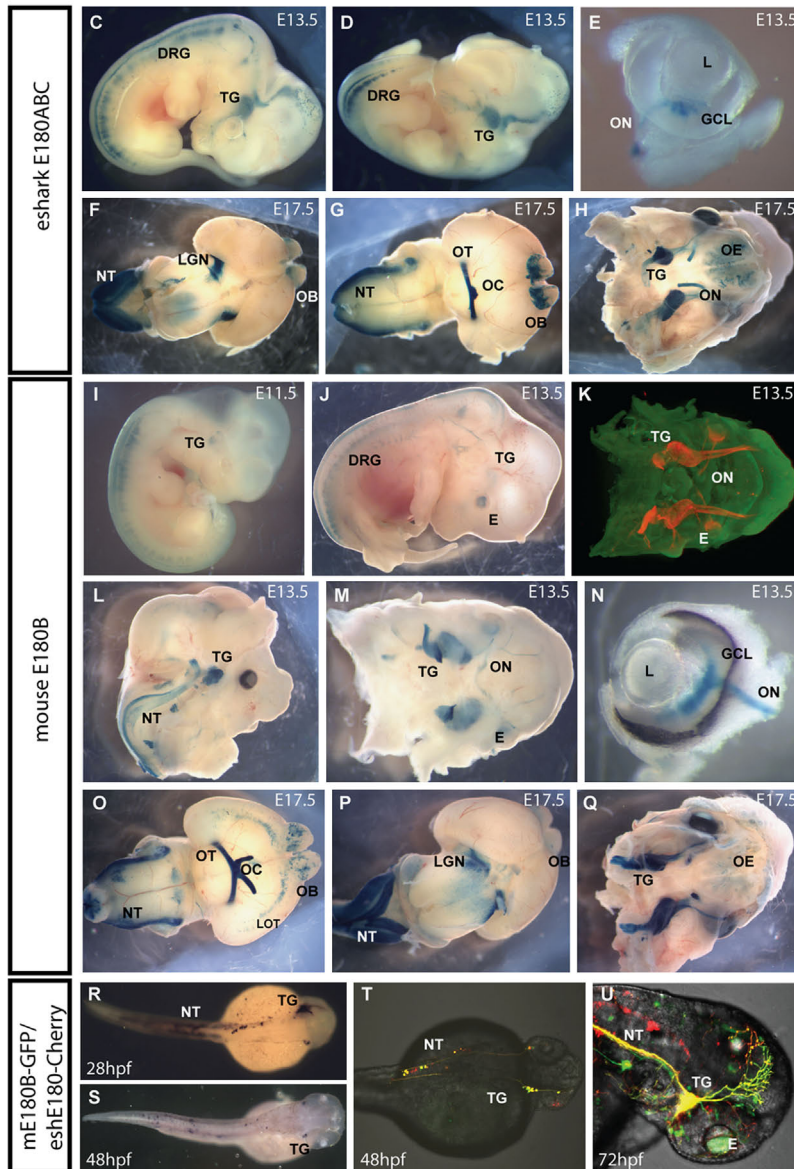 eshark E180ABC
C
E13.5
DRG
TG
D
E13.5
DRG
TG
E
E13.5
L
ON
GCL
F
E17.5
LGN
NT
OB
G
E17.5
OT
OC
NT
OB
H
E17.5
OE
TG
ON
mouse E180B
I
E11.5
TG
J
E13.5
DRG
TG
E
K
E13.5
TG
ON
E
L
E13.5
TG
NT
M
E13.5
TG
ON
E
N
E13.5
GCL
L
ON
O
E17.5
OT
OC
OB
LOT
NT
P
E17.5
LGN
OB
NT
Q
E17.5
OE
TG
mE180B-GFP/
eshE180-Cherry
R
TG
NT
28hpf
S
TG
48hpf
T
NT
TG
48hpf
U
NT
TG
E
72hpf